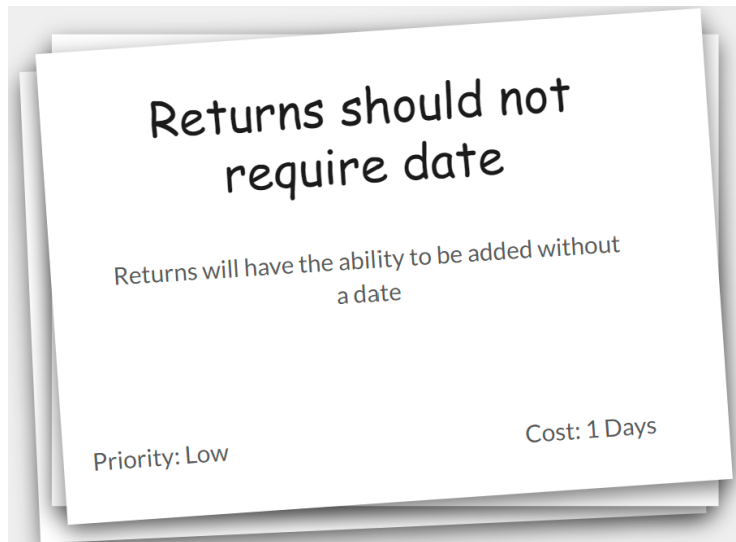 Returns should not
require date
Returns will have the ability to be added without
a date
Priority: Low
Cost: 1 Days